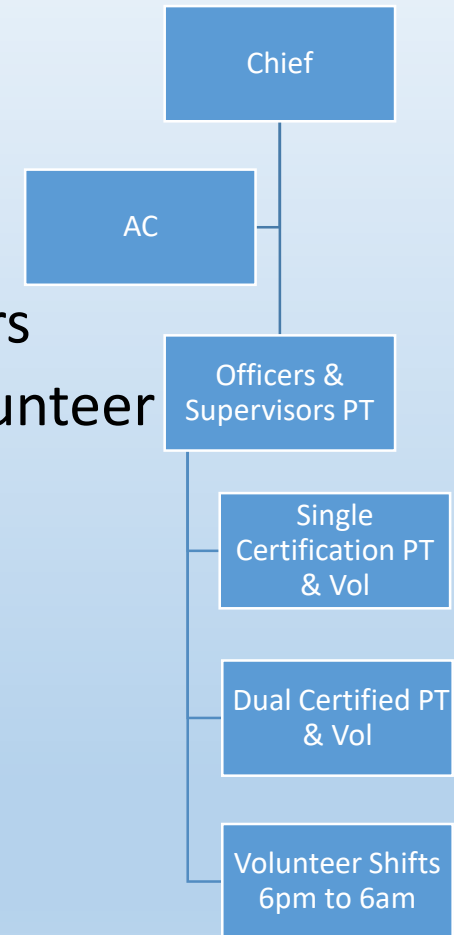 Chief
AC
rs
unteer
Officers &
Supervisors PT
Single
Certification PT
& Vol
Dual Certified PT
& Vol
Volunteer Shifts
6pm to 6am